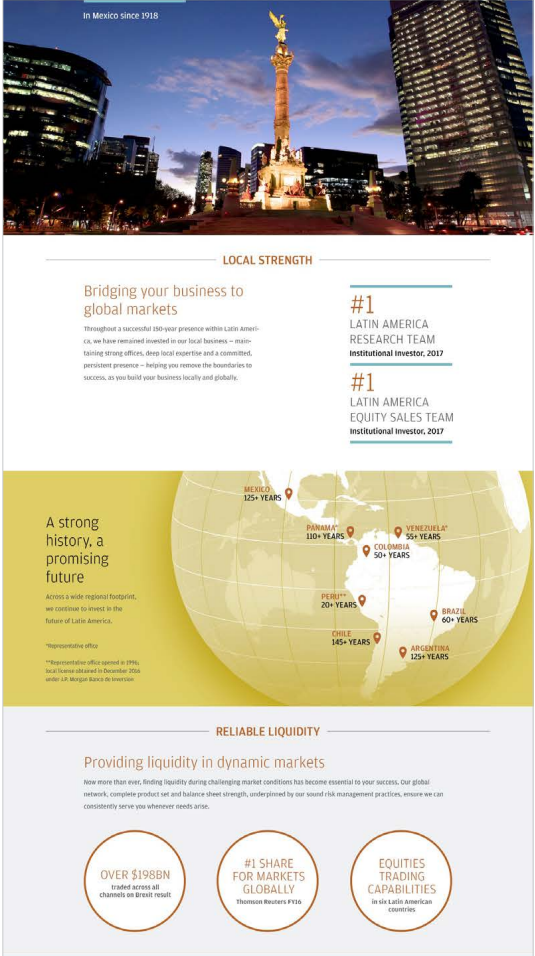 In Mexico since 1918
LOCAL STRENGTH
Bridging your business to
global markets
Throughout a successful 150-year presence within Latin Ameri-
ca, we have remained invested in our local business — main-
taining strong offices, deep local expertise and a committed,
persistent presence — helping you remove the boundaries to
success, as you build your business locally and globally.
#1
LATIN AMERICA
RESEARCH TEAM
Institutional Investor, 2017
#1
LATIN AMERICA
EQUITY SALES TEAM
Institutional Investor, 2017
A strong
history, a
promising
future
Across a wide regional footprint,
we continue to invest in the
future of Latin America.
*Representative office
**Representative office opened in 1996;
local license obtained in December 2016
under J.P. Morgan Banco de Inversion
MEXICO
125+ YEARS
PANAMA*
110+ YEARS
VENEZUELA*
55+ YEARS
COLOMBIA
50+ YEARS
PERU**
20+ YEARS
BRAZIL
60+ YEARS
CHILE
145+ YEARS
ARGENTINA
125+ YEARS
RELIABLE LIQUIDITY
Providing liquidity in dynamic markets
Now more than ever, finding liquidity during challenging market conditions has become essential to your success. Our global
network, complete product set and balance sheet strength, underpinned by our sound risk management practices, ensure we can
consistently serve you whenever needs arise.
OVER $198BN
traded across all
channels on Brexit result
#1 SHARE
FOR MARKETS
GLOBALLY
Thomson Reuters FY16
EQUITIES
TRADING
CAPABILITIES
in six Latin American
countries